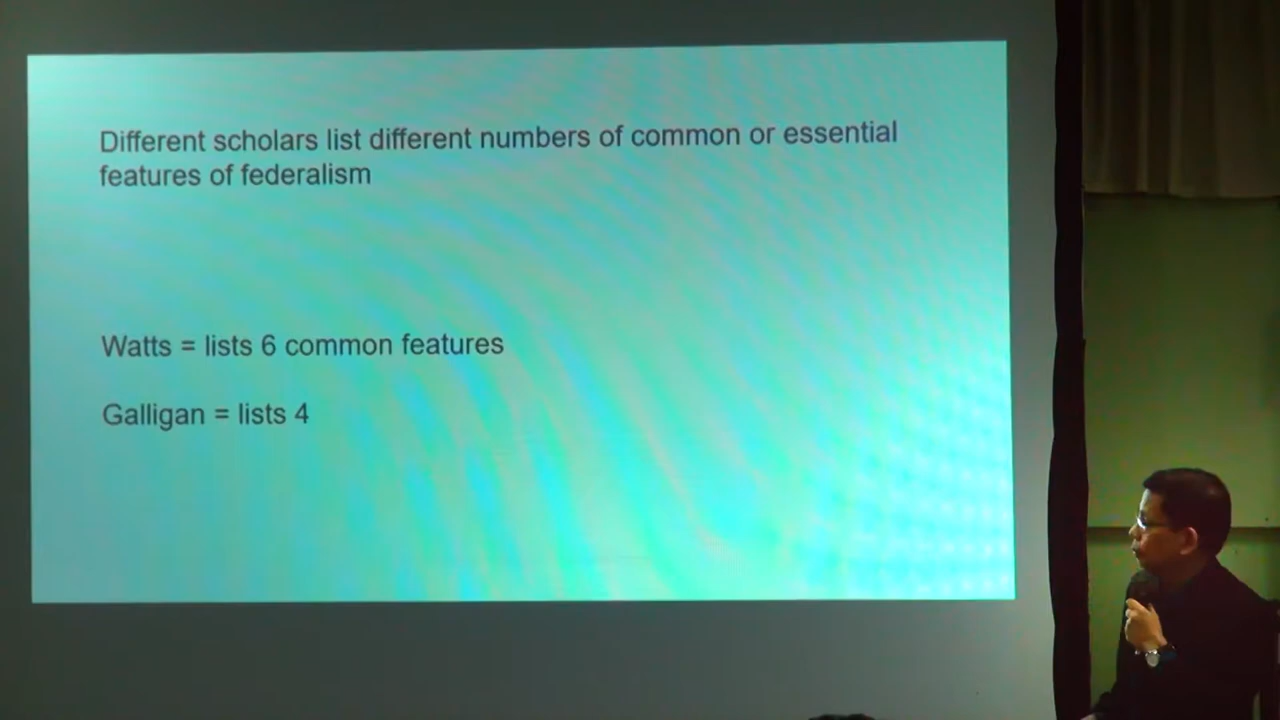 Different scholars list different numbers of common or essential
features of federalism
Watts = lists 6 common features
Galligan = lists 4